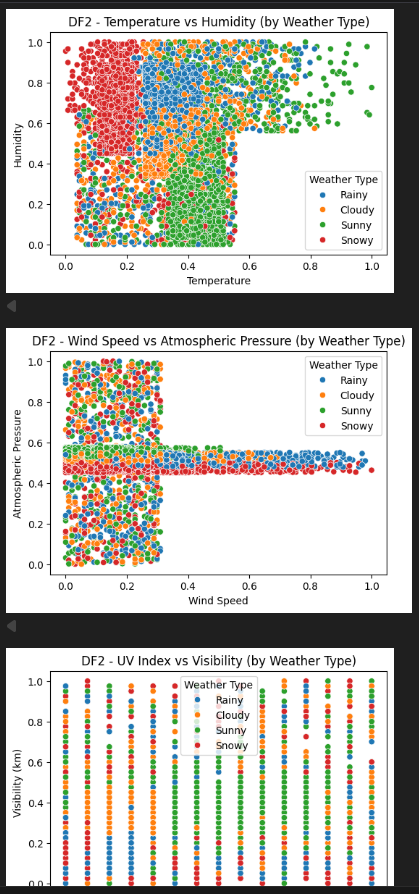 DF2 - Temperature vs Humidity (by Weather Type)
1.0
0.8
0.6
0.4
0.2
0.0
Humidity
Weather Type
Rainy
Cloudy
Sunny
Snowy
0.0 0.2 0.4 0.6 0.8 1.0
Temperature
DF2 - Wind Speed vs Atmospheric Pressure (by Weather Type)
1.0
0.8
0.6
0.4
0.2
0.0
Atmospheric Pressure
Weather Type
Rainy
Cloudy
Sunny
Snowy
0.0 0.2 0.4 0.6 0.8 1.0
Wind Speed
DF2 - UV Index vs Visibility (by Weather Type)
1.0
0.8
0.6
0.4
0.2
0.0
Visibility (km)
Weather Type
Rainy
Cloudy
Sunny
Snowy